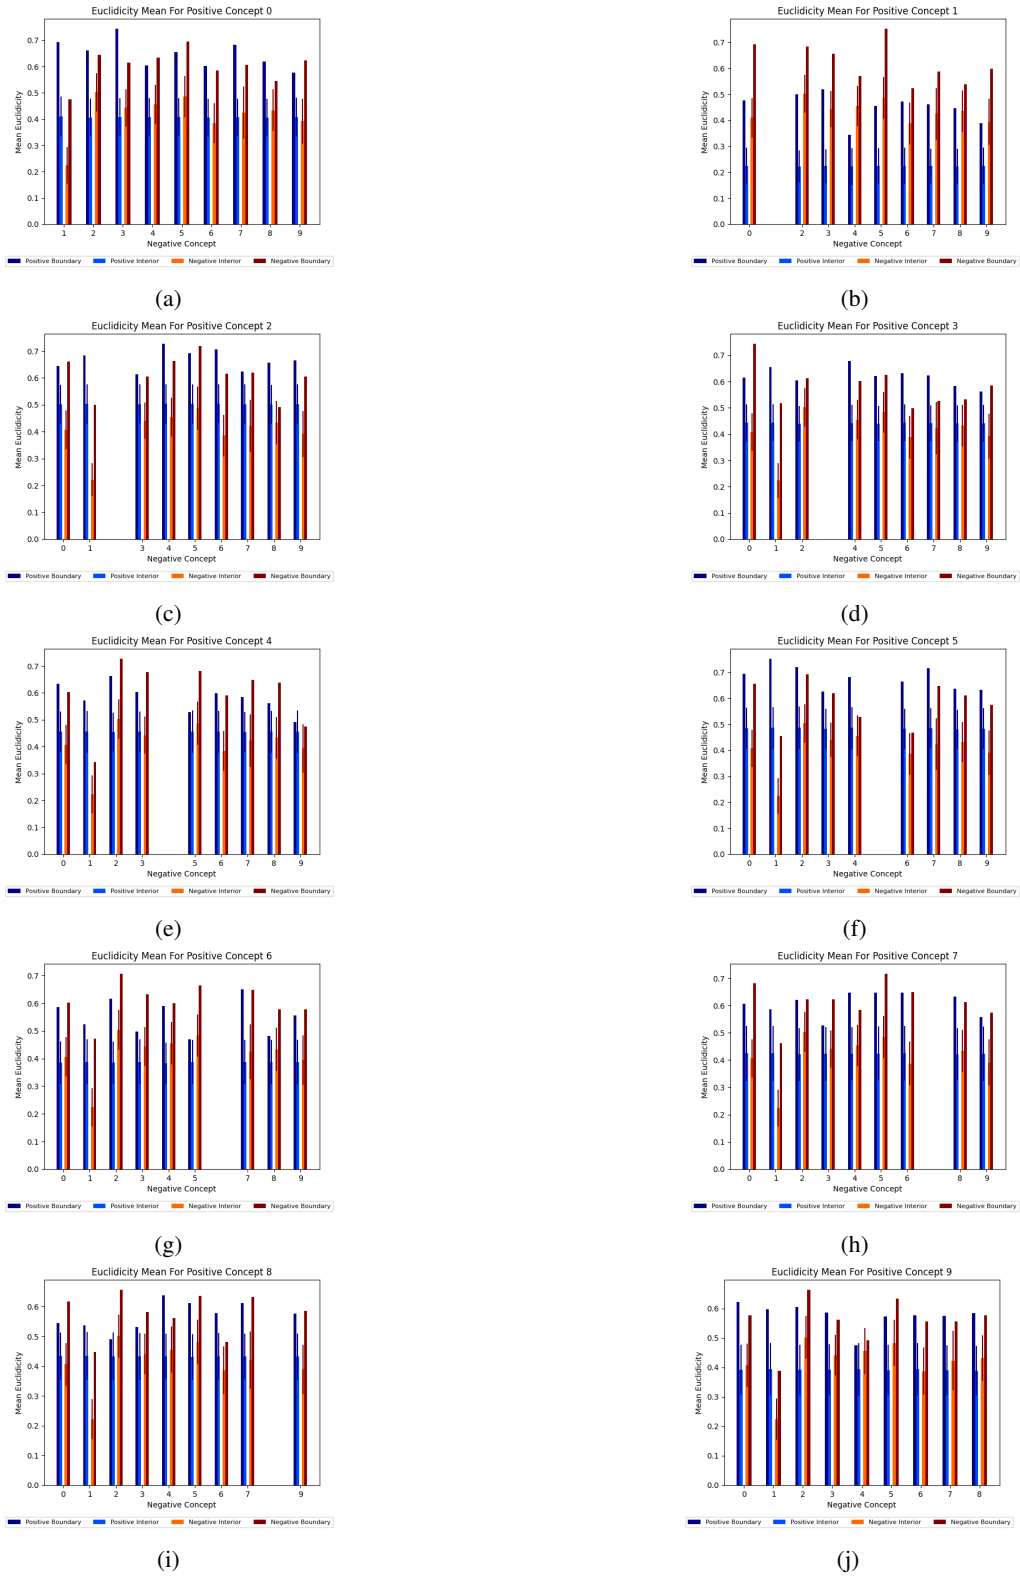 Euclidicity Mean For Positive Concept 0
Mean Euclidicity
0.7
0.6
0.5
0.4
0.3
0.2
0.1
0.0
1 2 3 4 5 6 7 8 9
Negative Concept
Positive Boundary Positive Interior Negative Interior Negative Boundary
(a)
Euclidicity Mean For Positive Concept 1
Mean Euclidicity
0.7
0.6
0.5
0.4
0.3
0.2
0.1
0.0
0 2 3 4 5 6 7 8 9
Negative Concept
Positive Boundary Positive Interior Negative Interior Negative Boundary
(b)
Euclidicity Mean For Positive Concept 2
Mean Euclidicity
0.7
0.6
0.5
0.4
0.3
0.2
0.1
0.0
0 1 3 4 5 6 7 8 9
Negative Concept
Positive Boundary Positive Interior Negative Interior Negative Boundary
(c)
Euclidicity Mean For Positive Concept 3
Mean Euclidicity
0.7
0.6
0.5
0.4
0.3
0.2
0.1
0.0
0 1 2 4 5 6 7 8 9
Negative Concept
Positive Boundary Positive Interior Negative Interior Negative Boundary
(d)
Euclidicity Mean For Positive Concept 4
Mean Euclidicity
0.7
0.6
0.5
0.4
0.3
0.2
0.1
0.0
0 1 2 3 5 6 7 8 9
Negative Concept
Positive Boundary Positive Interior Negative Interior Negative Boundary
(e)
Euclidicity Mean For Positive Concept 5
Mean Euclidicity
0.7
0.6
0.5
0.4
0.3
0.2
0.1
0.0
0 1 2 3 4 6 7 8 9
Negative Concept
Positive Boundary Positive Interior Negative Interior Negative Boundary
(f)
Euclidicity Mean For Positive Concept 6
Mean Euclidicity
0.7
0.6
0.5
0.4
0.3
0.2
0.1
0.0
0 1 2 3 4 5 7 8 9
Negative Concept
Positive Boundary Positive Interior Negative Interior Negative Boundary
(g)
Euclidicity Mean For Positive Concept 7
Mean Euclidicity
0.7
0.6
0.5
0.4
0.3
0.2
0.1
0.0
0 1 2 3 4 5 6 8 9
Negative Concept
Positive Boundary Positive Interior Negative Interior Negative Boundary
(h)
Euclidicity Mean For Positive Concept 8
Mean Euclidicity
0.6
0.5
0.4
0.3
0.2
0.1
0.0
0 1 2 3 4 5 6 7 9
Negative Concept
Positive Boundary Positive Interior Negative Interior Negative Boundary
(i)
Euclidicity Mean For Positive Concept 9
Mean Euclidicity
0.6
0.5
0.4
0.3
0.2
0.1
0.0
0 1 2 3 4 5 6 7 8
Negative Concept
Positive Boundary Positive Interior Negative Interior Negative Boundary
(j)